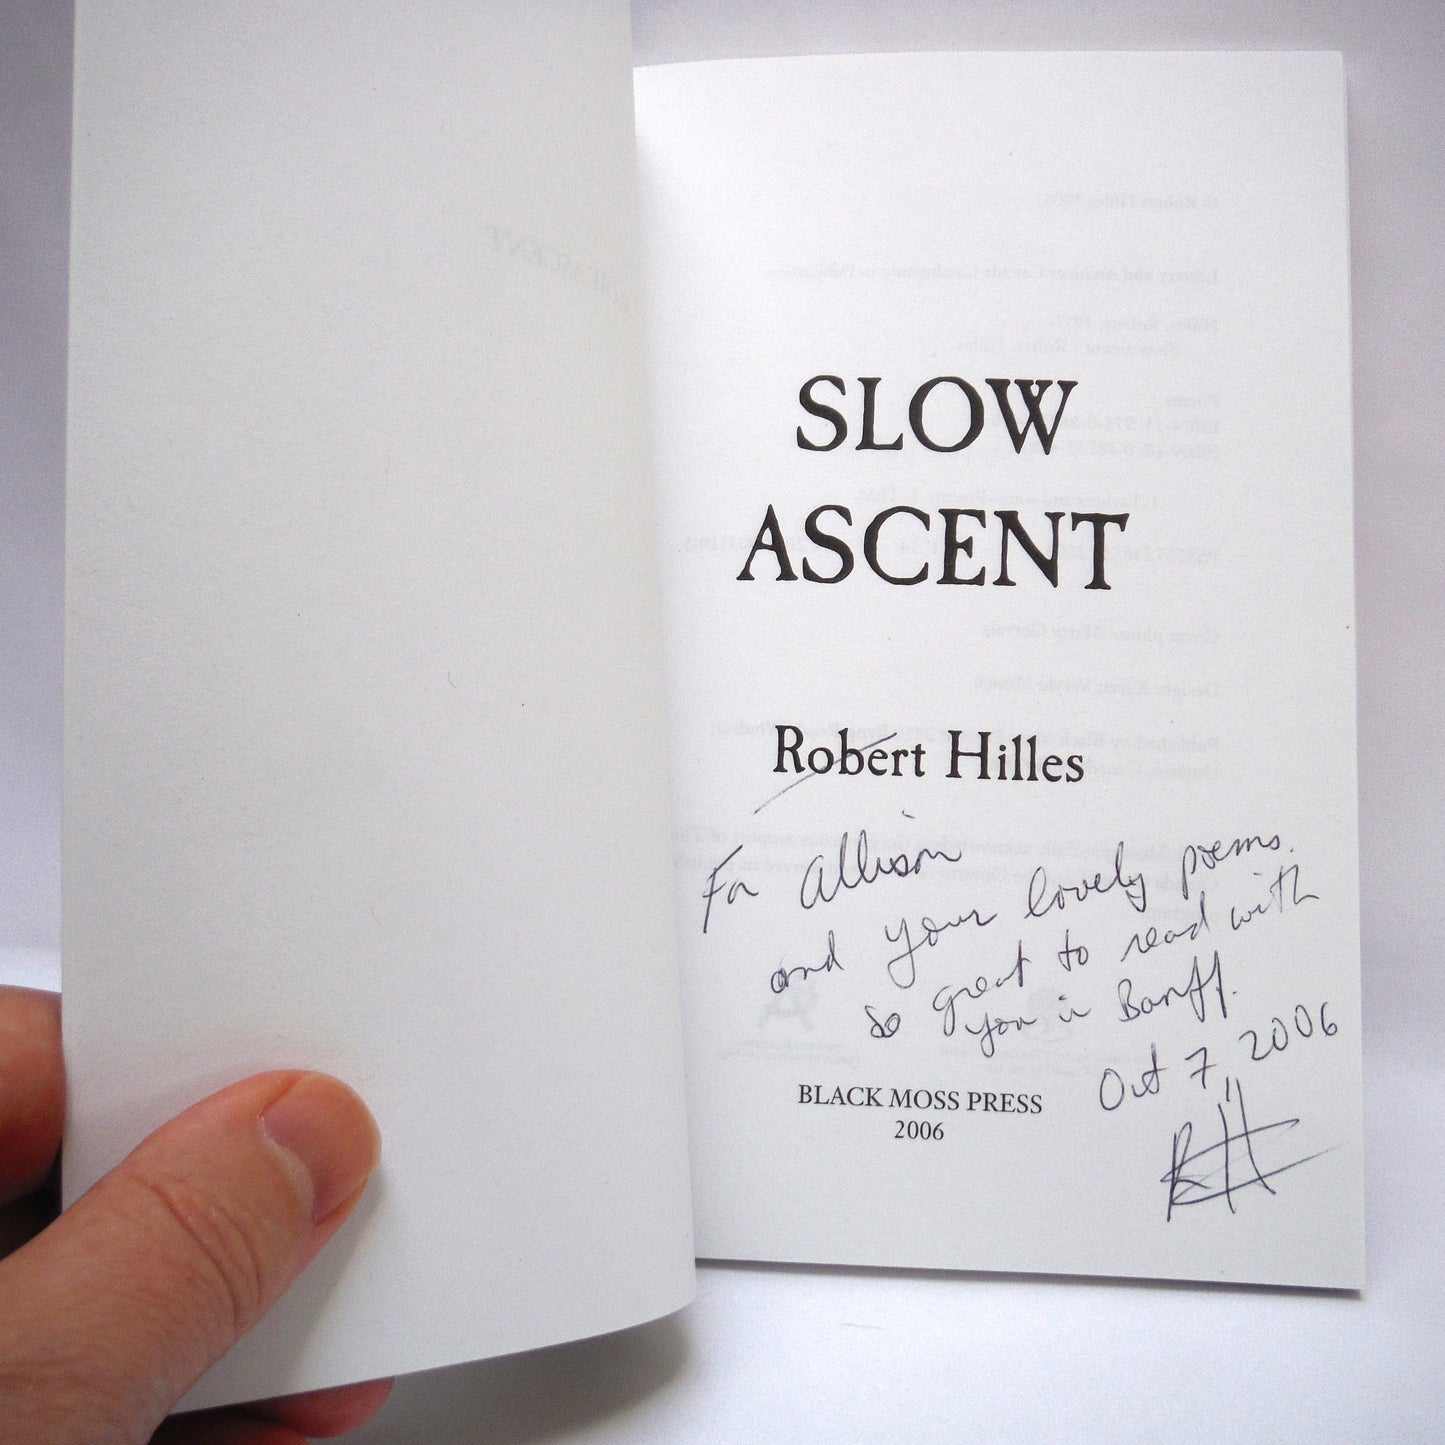 SLOW
ASCENT
Robert Hilles
For Allison
and your lovely poems.
So great to read with
you in Banff.
Oct 7, 2006
BLACK MOSS PRESS
2006